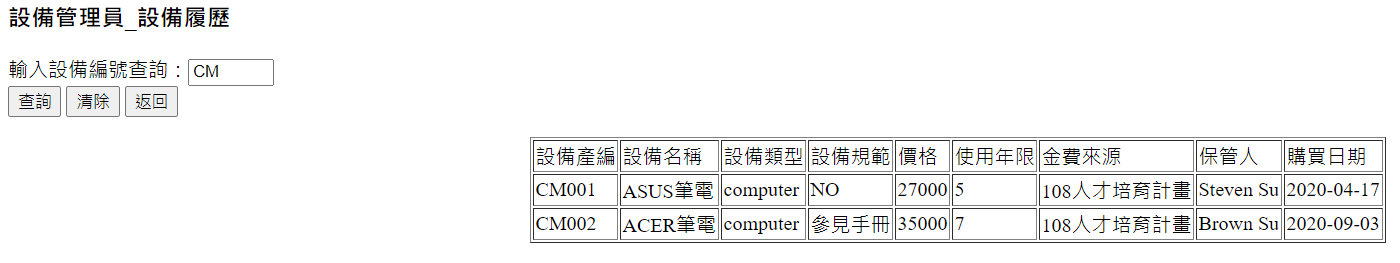 設備管理員_設備履歷
輸入設備編號查詢：CM
查詢 清除 返回
設備產編 設備名稱 設備類型 設備規範 價格 使用年限 金費來源 保管人 購買日期
CM001 ASUS筆電 computer NO 27000 5 108人才培育計畫 Steven Su 2020-04-17
CM002 ACER筆電 computer 參見手冊 35000 7 108人才培育計畫 Brown Su 2020-09-03